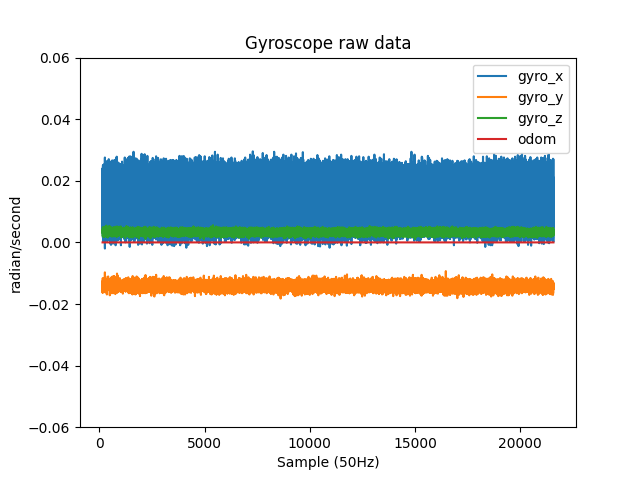 Gyroscope raw data
gyro_x
gyro_y
gyro_z
odom
0.06
0.04
0.02
0.00
−0.02
−0.04
−0.06
radian/second
0
5000
10000
15000
20000
Sample (50Hz)